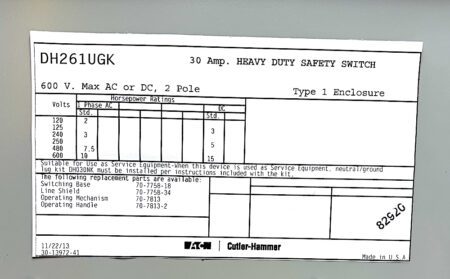 DH261UGK 30 Amp. HEAVY DUTY SAFETY SWITCH
600 V. Max AC or DC, 2 Pole Type 1 Enclosure
Horsepower Ratings
Volts 1 Phase AC DC
Std. Std.
120 2
125 3
240 3
250 5
480 7.5
600 10 15
Suitable for Use as Service Equipment-When this device is used as Service Equipment, neutral/ground
lug kit DH030NK must be installed per instructions included with the kit.
The following replacement parts are available:
Switching Base 70-7758-18
Line Shield 70-7758-34
Operating Mechanism 70-7813
Operating Handle 70-7813-2
82920
11/22/13
30-13972-41
EATON Cutler-Hammer
Made in U.S.A